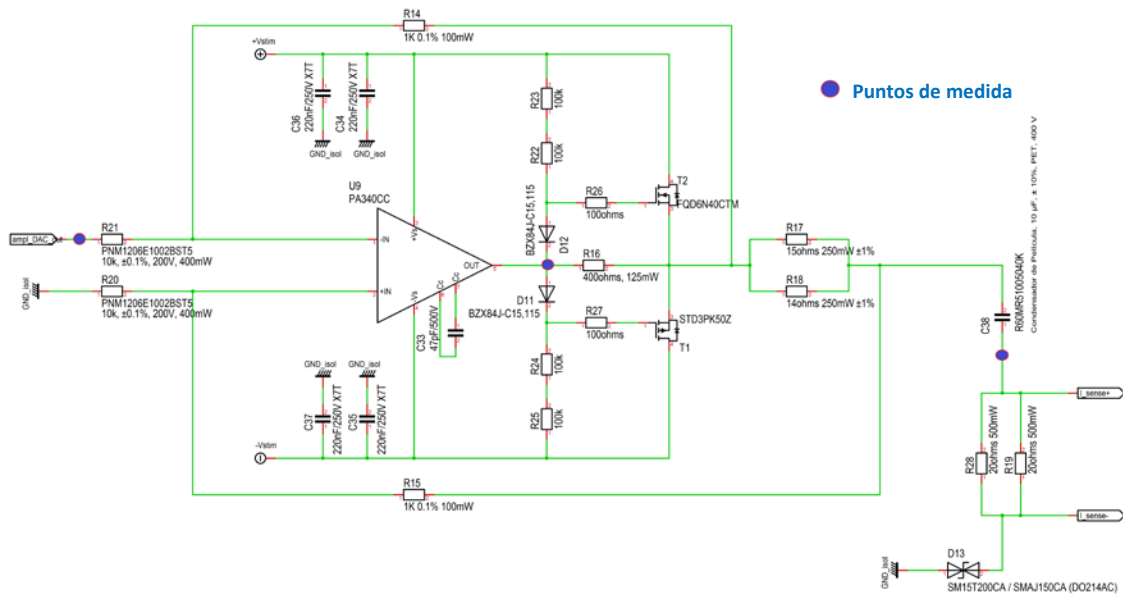 R14
1K 0.1% 100mW
+Vstim
C36
220nF/250V X7T
C34
220nF/250V X7T
GND_isol
GND_isol
R23
100k
R22
100k
Puntos de medida
U9
PA340CC
R26
100ohms
T2
FQD6N40CTM
BZX84J-C15,115
D12
R21
ampl_DAC_
PNM1206E1002BST5
10k, ±0.1%, 200V, 400mW
-IN
+Vs
OUT
R16
400ohms, 125mW
R17
15ohms 250mW ±1%
R20
GND_isol
PNM1206E1002BST5
10k, ±0.1%, 200V, 400mW
+IN
-Vs
Cc
Cc
R18
14ohms 250mW ±1%
D11
BZX84J-C15,115
R27
100ohms
STD3PK50Z
T1
C33
47pF/500V
C38
R60MR51005040K
Condensador de Película, 10 µF, ± 10%, PET, 400 V
GND_isol
GND_isol
R24
100k
C37
220nF/250V X7T
C35
220nF/250V X7T
R25
100k
-Vstim
I_sense+
R28
20ohms 500mW
R19
20ohms 500mW
R15
1K 0.1% 100mW
I_sense-
D13
GND_isol
SM15T200CA / SMAJ150CA (DO214AC)